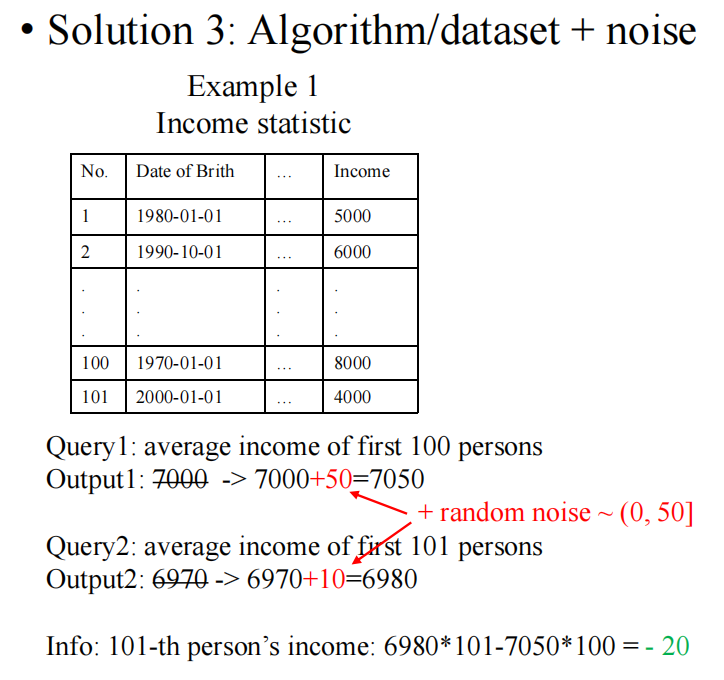 • Solution 3: Algorithm/dataset + noise
Example 1
Income statistic
No. Date of Brith ... Income
1 1980-01-01 ... 5000
2 1990-10-01 ... 6000
. . . .
. . . .
. . . .
100 1970-01-01 ... 8000
101 2000-01-01 ... 4000
Query1: average income of first 100 persons
Output1: 7000 -> 7000+50=7050
+ random noise ~ (0, 50]
Query2: average income of first 101 persons
Output2: 6970 -> 6970+10=6980
Info: 101-th person's income: 6980*101-7050*100 = - 20